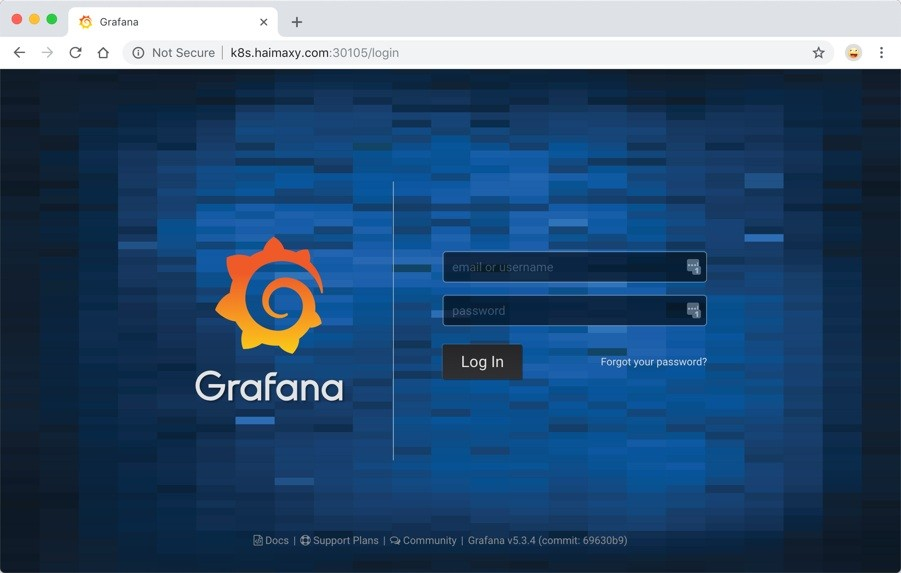 Grafana
Not Secure | k8s.haimaxy.com:30105/login
email or username
password
Log In
Forgot your password?
Grafana
Docs | Support Plans | Community | Grafana v5.3.4 (commit: 69630b9)